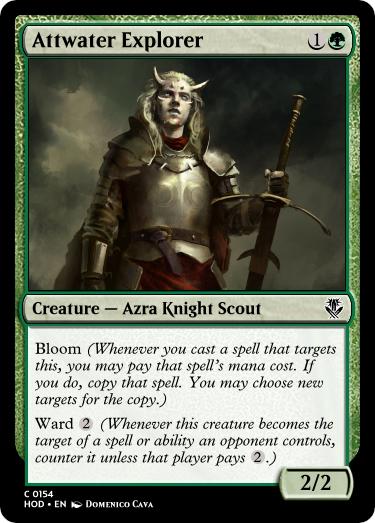 Attwater Explorer 1
Creature — Azra Knight Scout
Bloom (Whenever you cast a spell that targets
this, you may pay that spell's mana cost. If
you do, copy that spell. You may choose new
targets for the copy.)
Ward 2 (Whenever this creature becomes the
target of a spell or ability an opponent controls,
counter it unless that player pays 2.)
2/2
C 0154
HOD • EN Domenico Cava